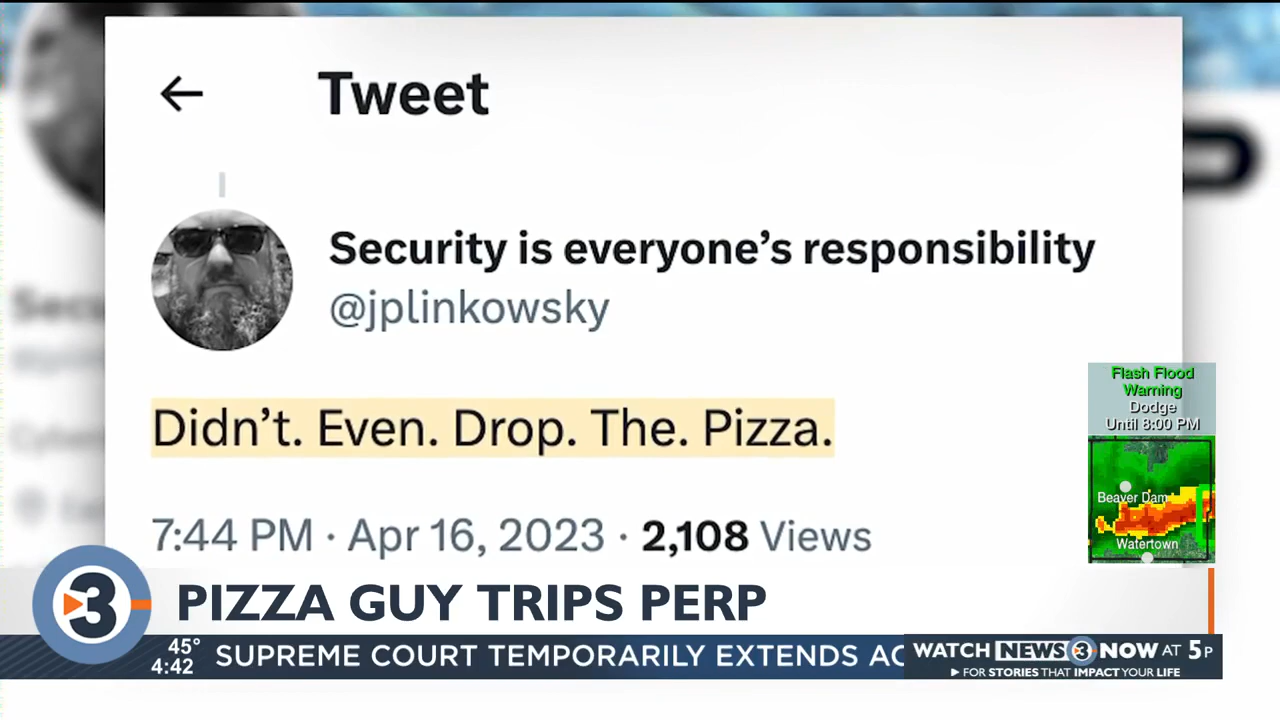 Tweet
Security is everyone's responsibility
@jplinkowsky
Didn't. Even. Drop. The. Pizza.
7:44 PM · Apr 16, 2023 · 2,108 Views
Flash Flood
Warning
Dodge
Until 8:00 PM
Beaver Dam
Watertown
3
PIZZA GUY TRIPS PERP
45°
4:42
SUPREME COURT TEMPORARILY EXTENDS AC
WATCH NEWS 3 NOW AT 5P
▶ FOR STORIES THAT IMPACT YOUR LIFE